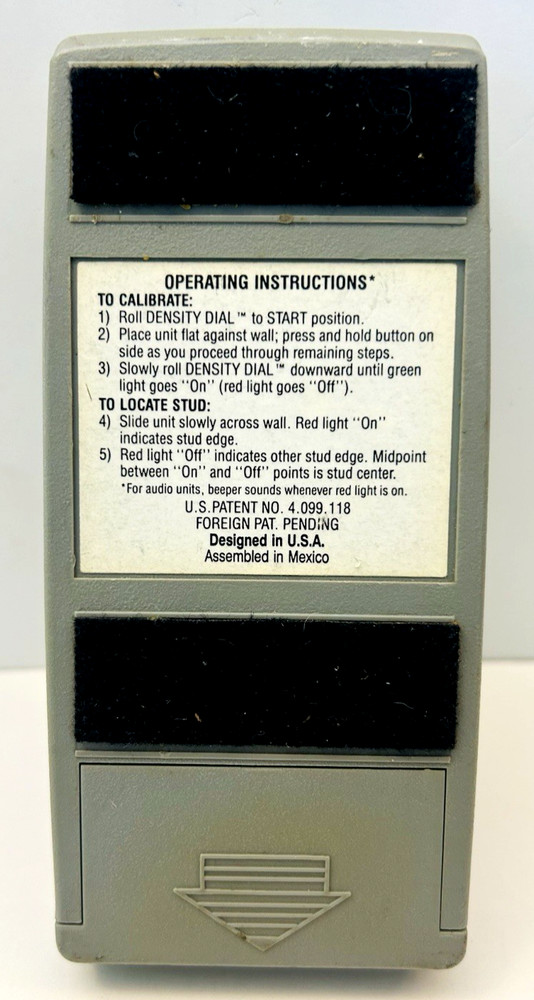 OPERATING INSTRUCTIONS*
TO CALIBRATE:
1) Roll DENSITY DIAL™ to START position.
2) Place unit flat against wall; press and hold button on
side as you proceed through remaining steps.
3) Slowly roll DENSITY DIAL™ downward until green
light goes "On" (red light goes "Off").
TO LOCATE STUD:
4) Slide unit slowly across wall. Red light "On"
indicates stud edge.
5) Red light "Off" indicates other stud edge. Midpoint
between "On" and "Off" points is stud center.
*For audio units, beeper sounds whenever red light is on.
U.S.PATENT NO. 4.099.118
FOREIGN PAT. PENDING
Designed in U.S.A.
Assembled in Mexico